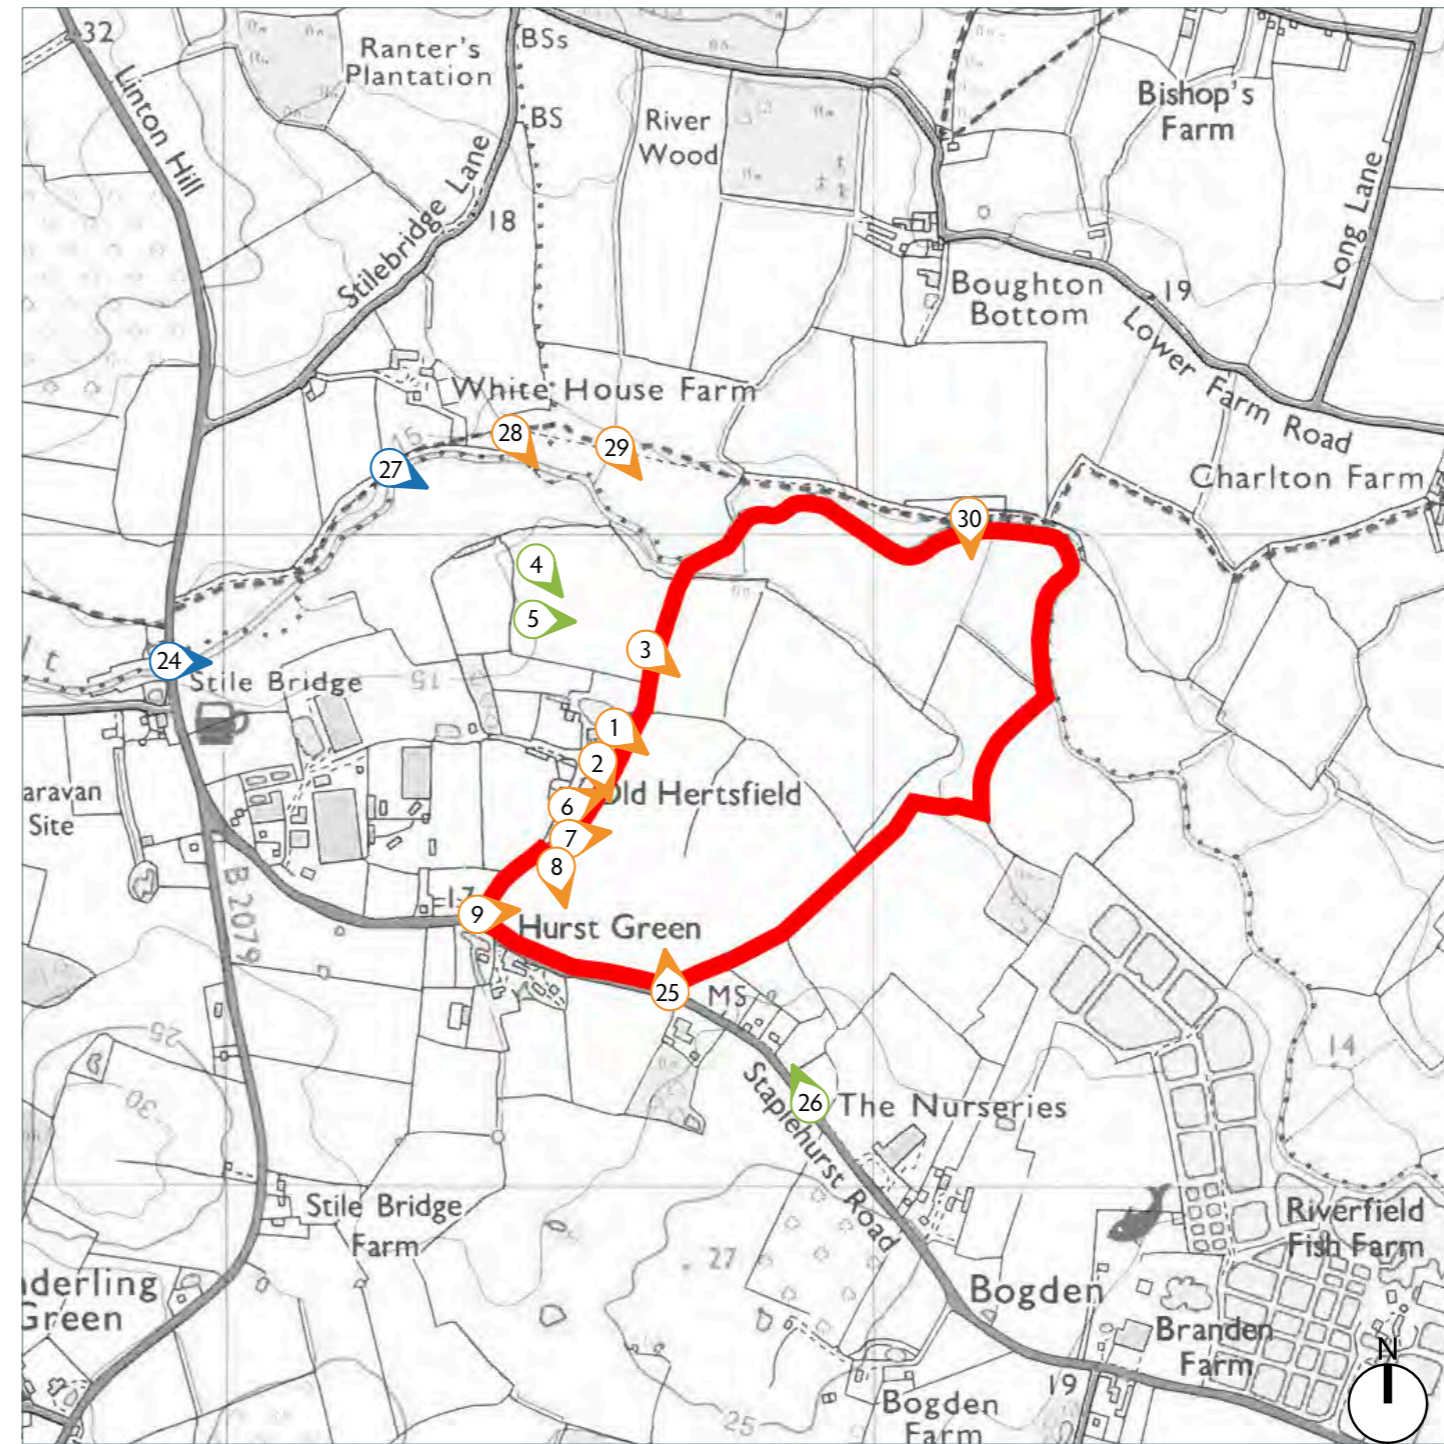 32
Linton Hill
Ranter's
Plantation
BSs
BS
Stilebridge Lane
18
River
Wood
Bishop's
Farm
Long Lane
Boughton
Bottom
19
Lower Farm Road
Charlton Farm
White House Farm
15
27
28
29
30
4
5
3
24
Stile Bridge
15
1
2
6
Old Hertsfield
7
8
aravan
Site
B 2079
17
9
Hurst Green
25
MS
26
The Nurseries
Staplehurst Road
14
25
30
Stile Bridge
Farm
27
Riverfield
Fish Farm
nderling
Green
Bogden
Branden
Farm
19
Bogden
Farm
25
N